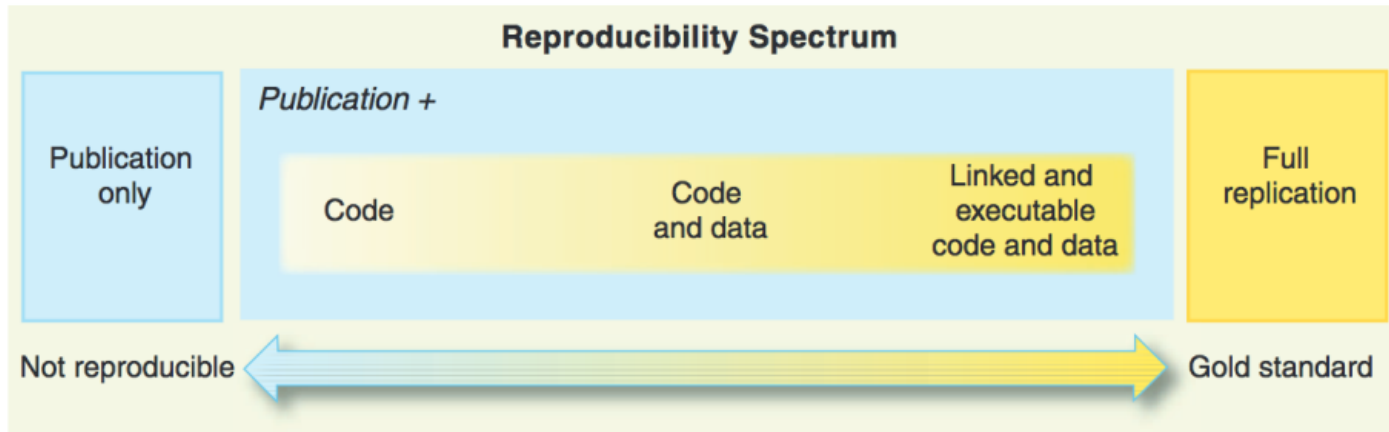 Reproducibility Spectrum
Publication +
Publication
only
Code
Code
and data
Linked and
executable
code and data
Full
replication
Not reproducible
Gold standard